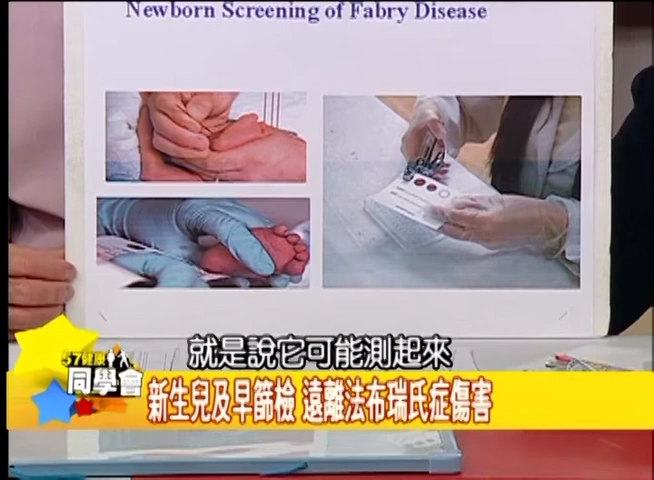 Newborn Screening of Fabry Disease
就是說它可能測起來
57健康
同學會
新生兒及早篩檢 遠離法布瑞氏症傷害